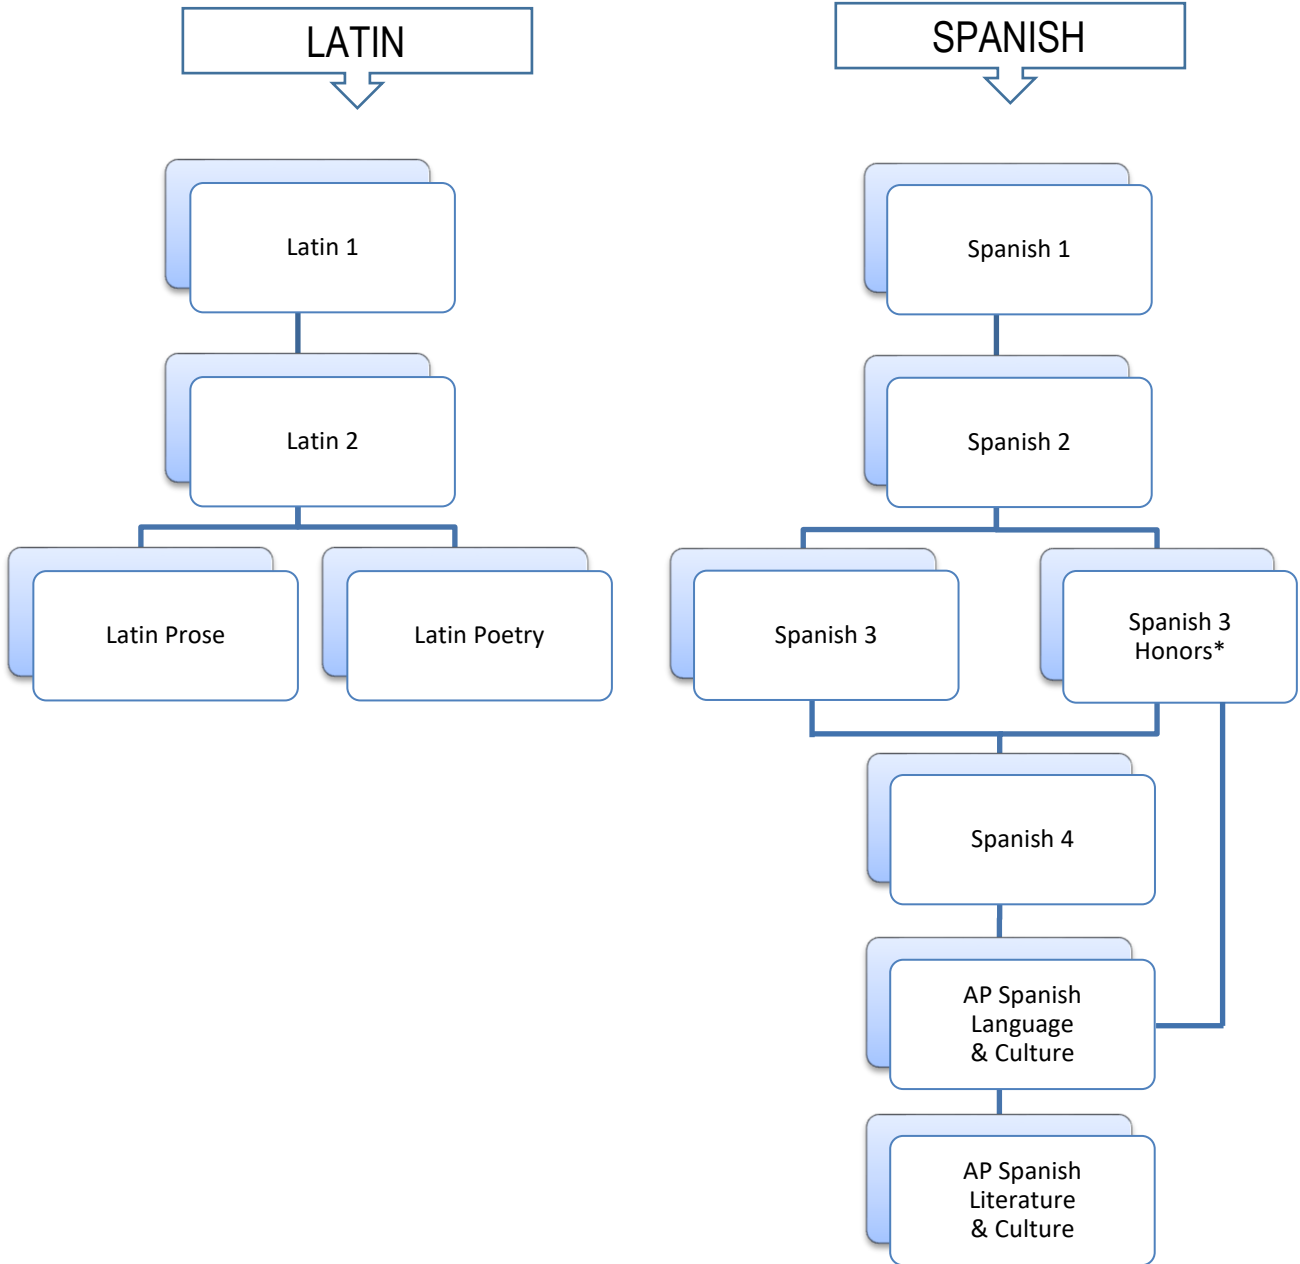 LATIN
Latin 1
Latin 2
Latin Prose
Latin Poetry
SPANISH
Spanish 1
Spanish 2
Spanish 3
Spanish 3
Honors*
Spanish 4
AP Spanish
Language
& Culture
AP Spanish
Literature
& Culture